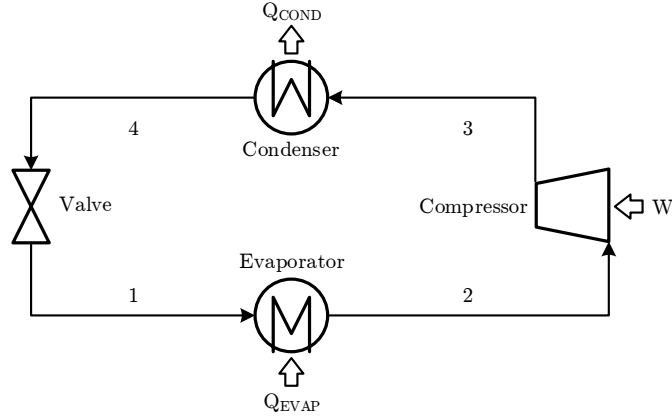 Q_COND
4
3
Condenser
Valve
Compressor
W
Evaporator
1
2
Q_EVAP